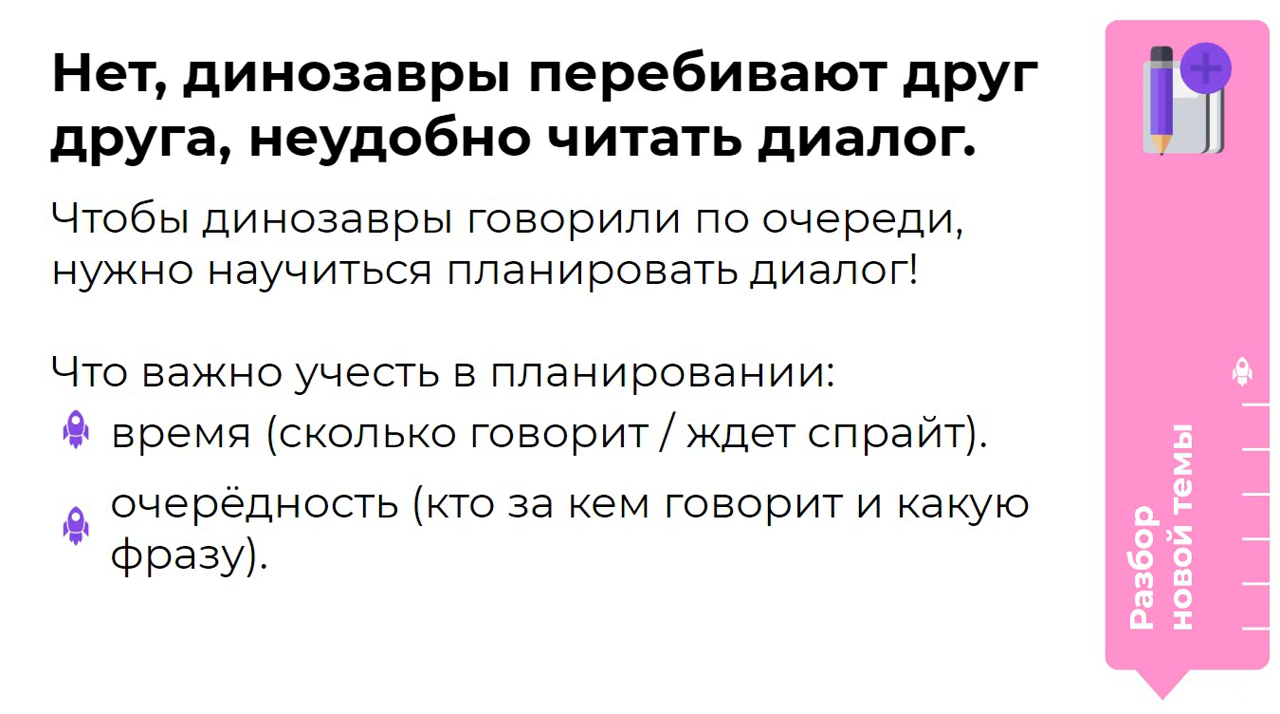 Нет, динозавры перебивают друг
друга, неудобно читать диалог.
Чтобы динозавры говорили по очереди,
нужно научиться планировать диалог!
Что важно учесть в планировании:
время (сколько говорит / ждет спрайт).
очерёдность (кто за кем говорит и какую
фразу).
Разбор
новой темы